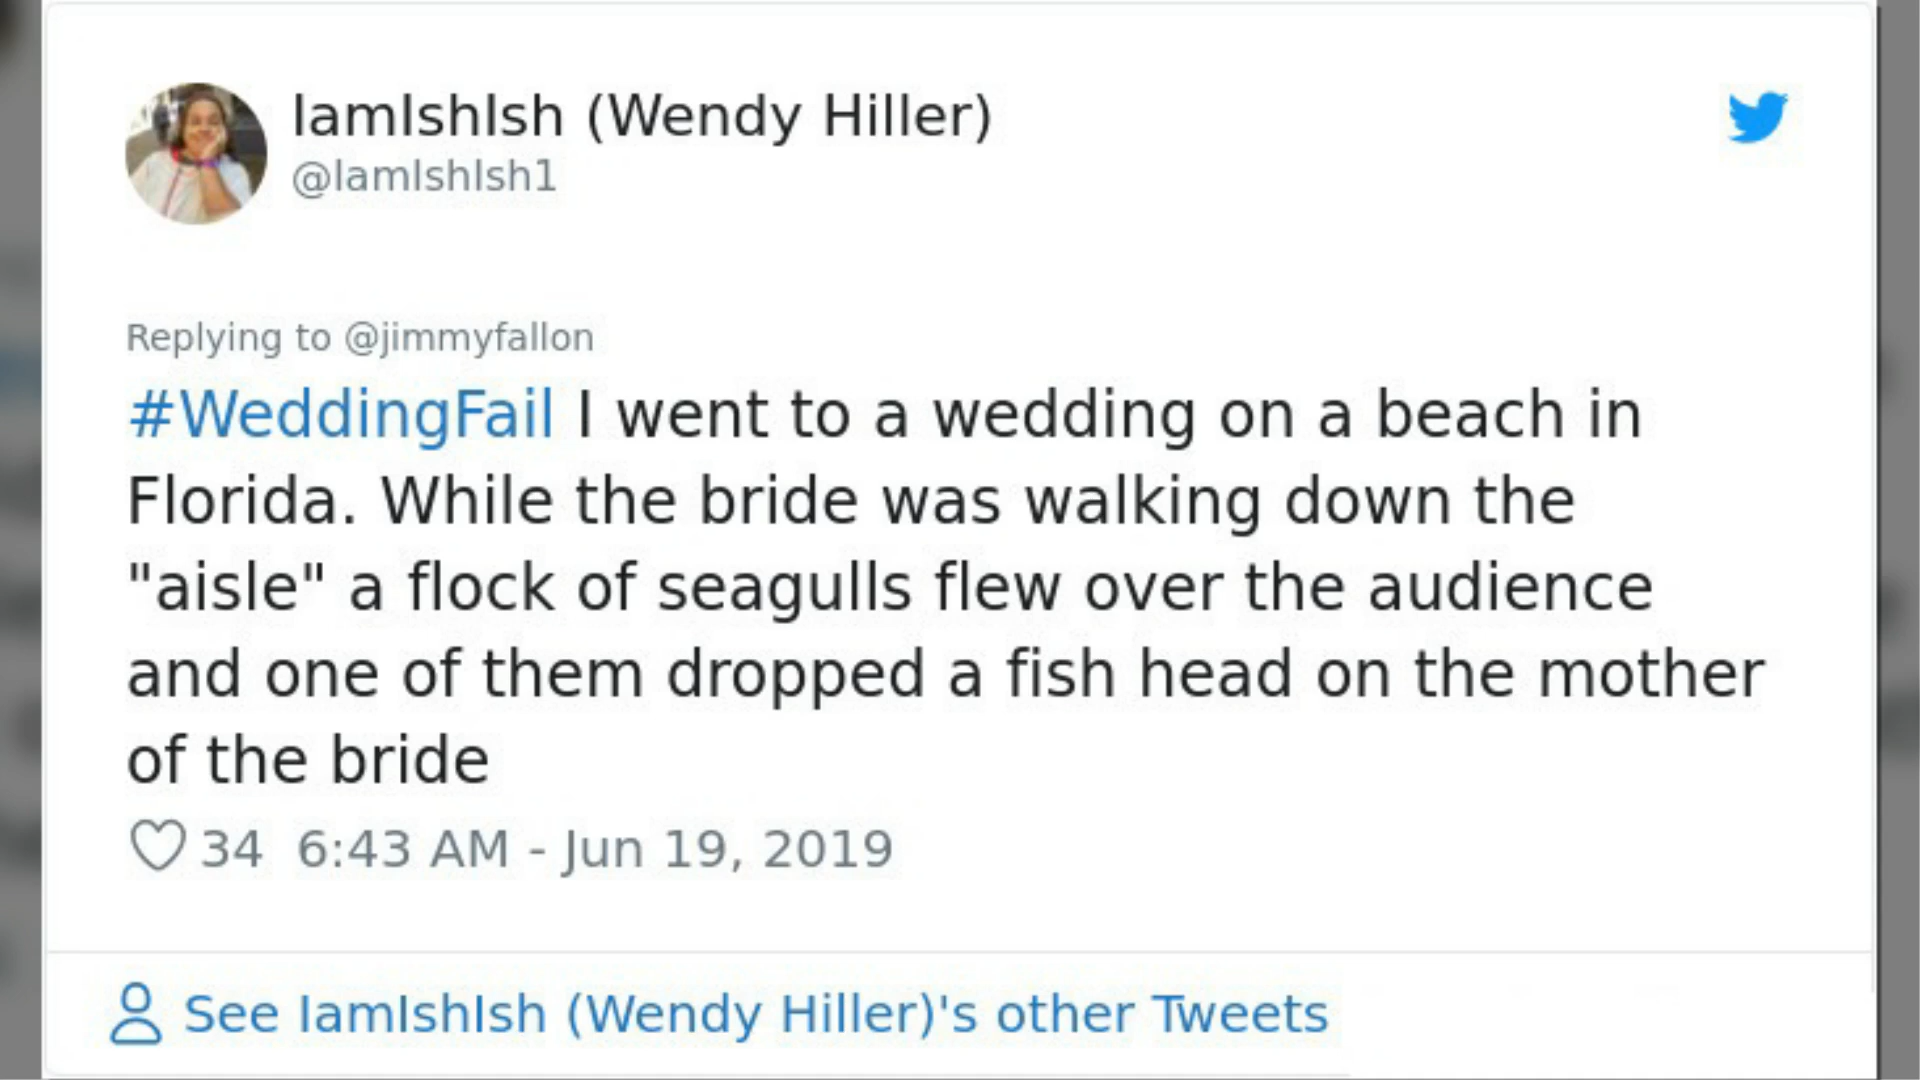 IamIshIsh (Wendy Hiller)
@IamIshIsh1
Replying to @jimmyfallon
#WeddingFail I went to a wedding on a beach in
Florida. While the bride was walking down the
"aisle" a flock of seagulls flew over the audience
and one of them dropped a fish head on the mother
of the bride
34 6:43 AM - Jun 19, 2019
See IamIshIsh (Wendy Hiller)'s other Tweets